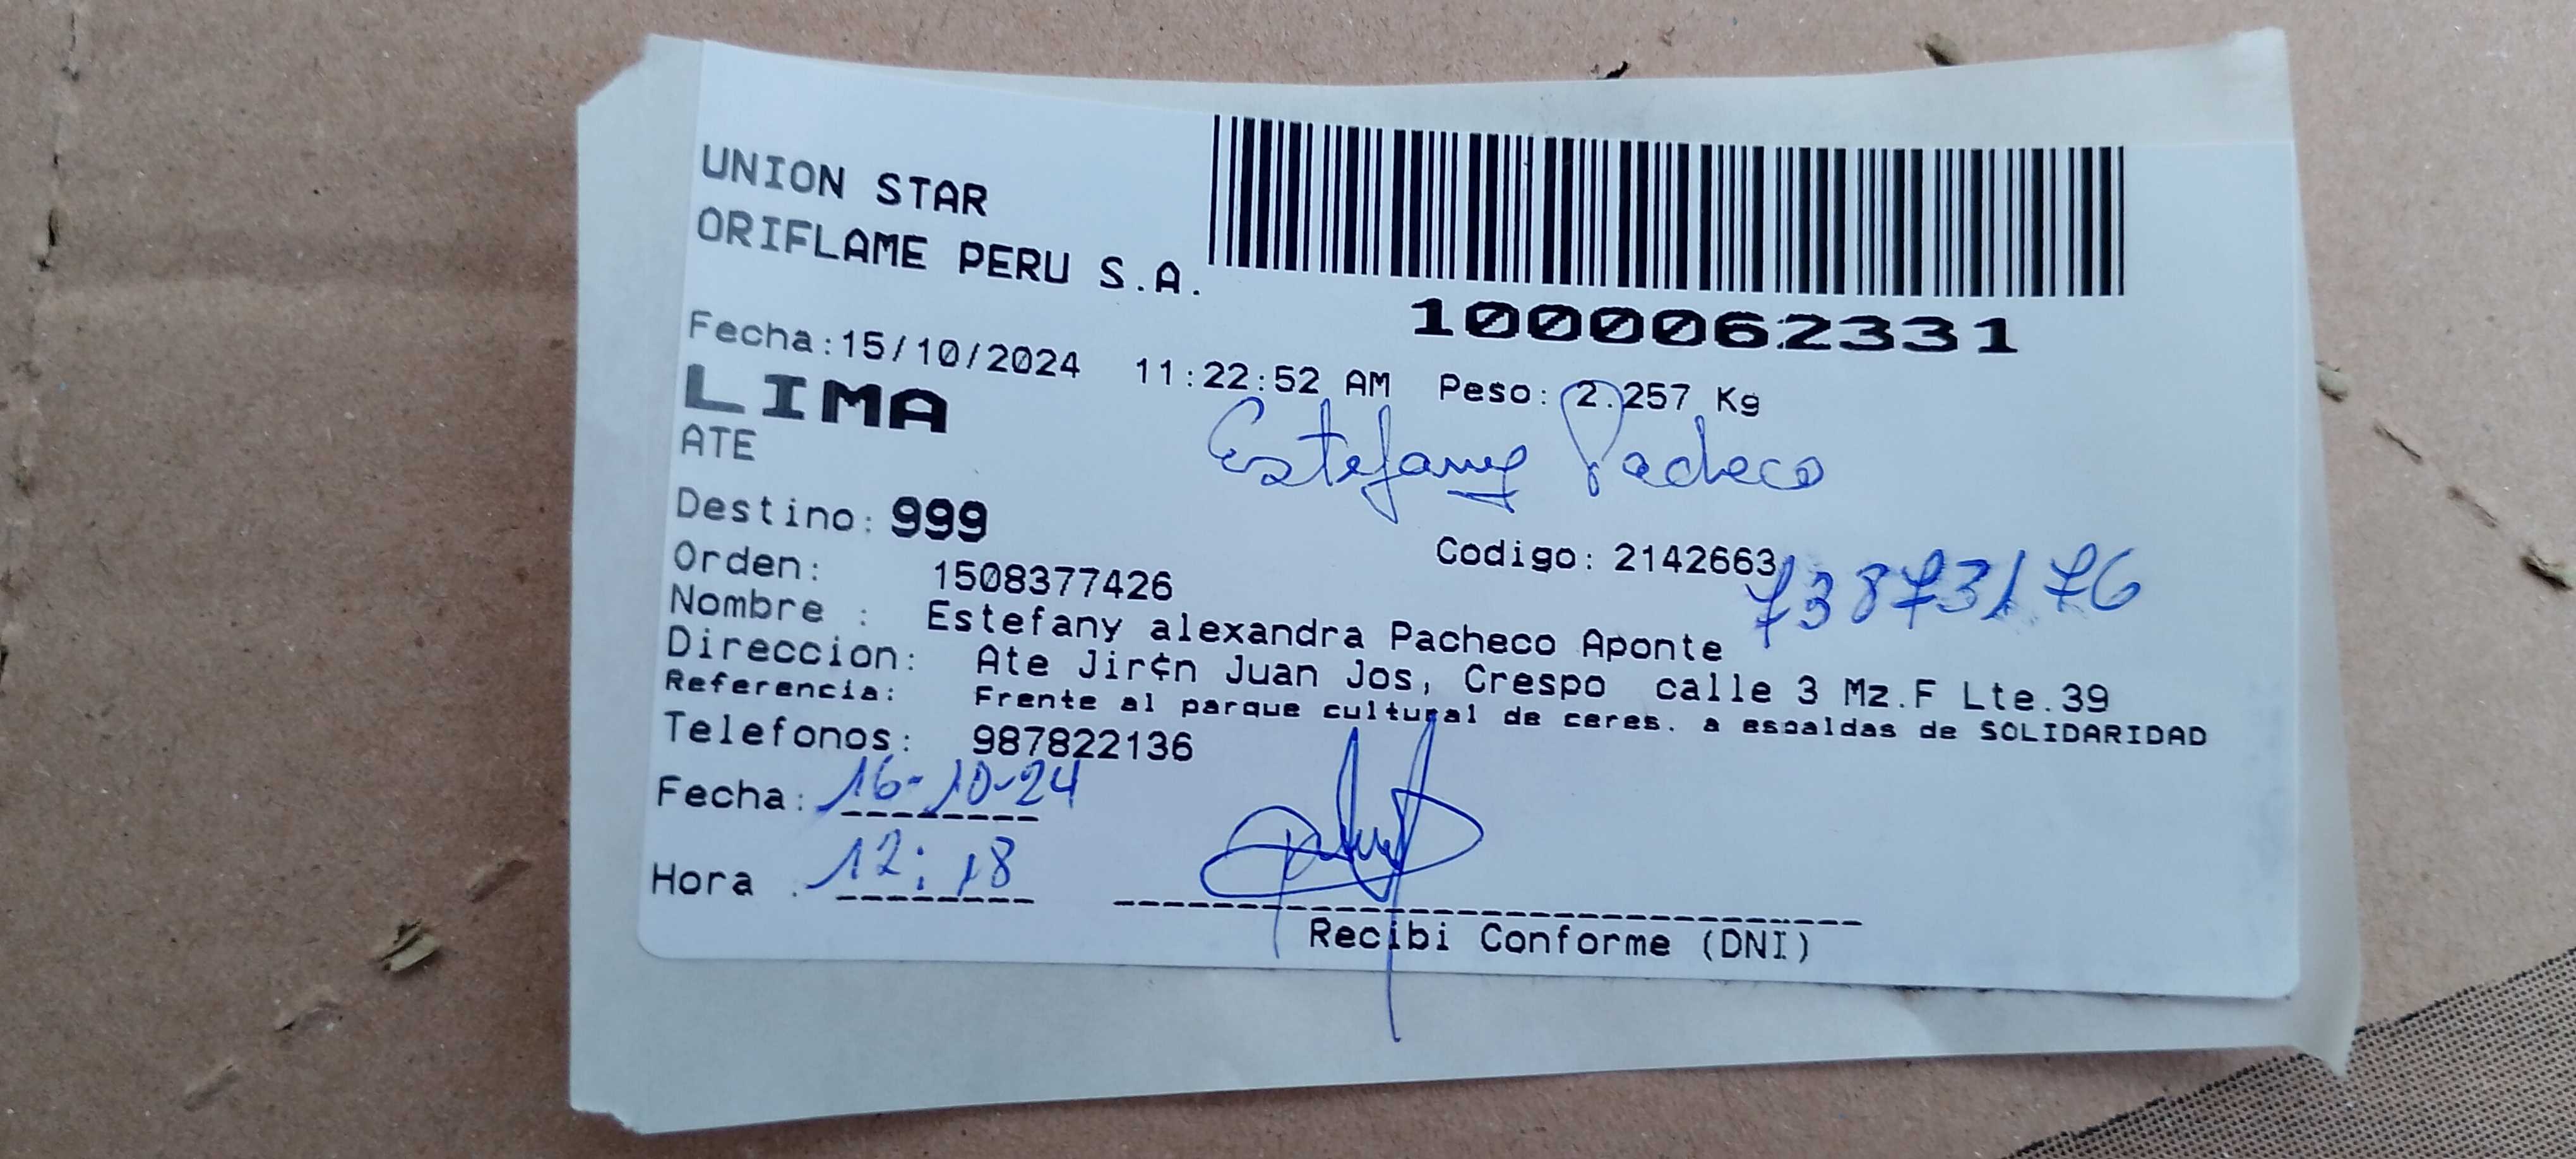 UNION STAR
ORIFLAME PERU S.A.
1000062331
Fecha:15/10/2024 11:22:52 AM Peso: 2.257 Kg
LIMA
ATE
Estefany Pacheco
Destino: 999
Codigo: 2142663
Orden: 1508377426
73873176
Nombre : Estefany alexandra Pacheco Aponte
Direccion: Ate Jir¢n Juan Jos, Crespo calle 3 Mz.F Lte.39
Referencia: Frente al parque cultural de ceres. a espaldas de SOLIDARIDAD
Telefonos: 987822136
Fecha: 16-10-24
Hora : 12:18
Recibi Conforme (DNI)